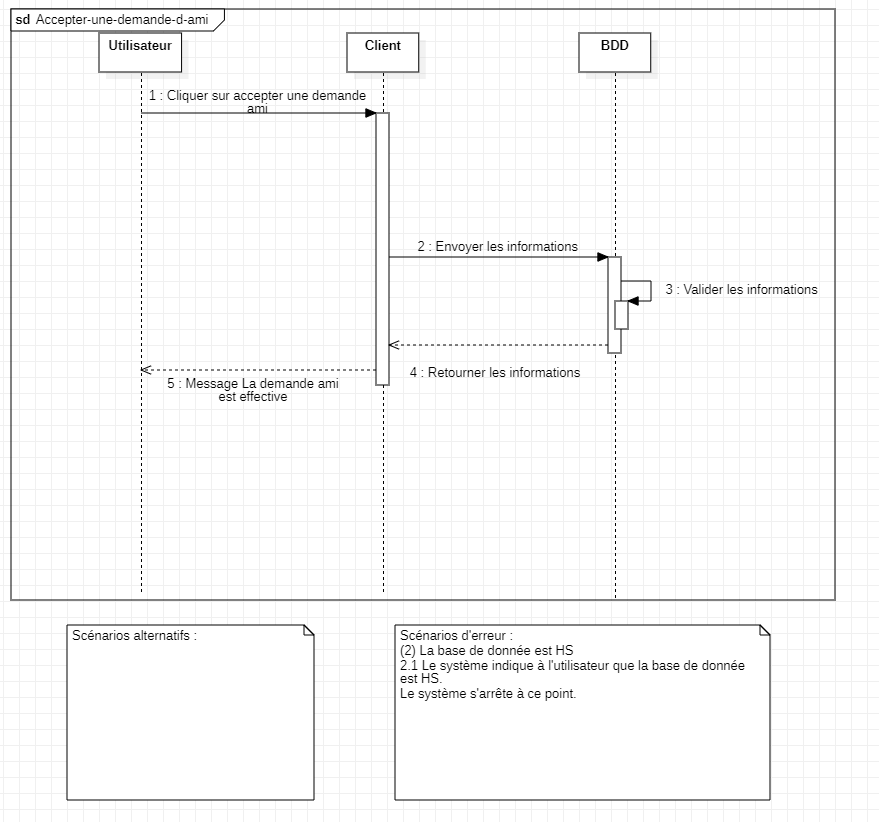 sd Accepter-une-demande-d-ami
Utilisateur
Client
BDD
1 : Cliquer sur accepter une demande
ami
2 : Envoyer les informations
3 : Valider les informations
4 : Retourner les informations
5 : Message La demande ami
est effective
Scénarios alternatifs :
Scénarios d'erreur :
(2) La base de donnée est HS
2.1 Le système indique à l'utilisateur que la base de donnée
est HS.
Le système s'arrête à ce point.